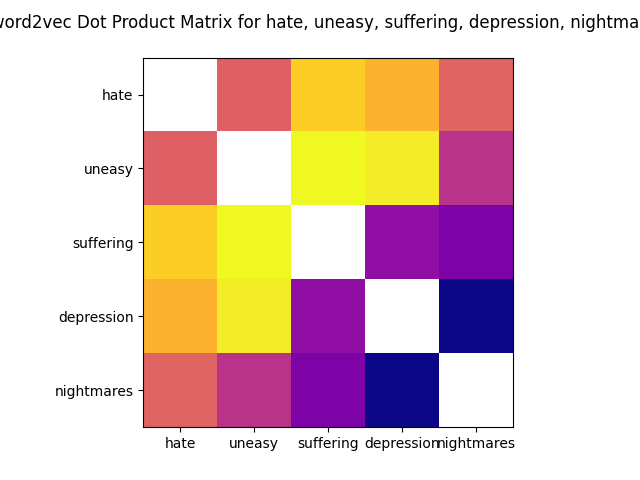 word2vec Dot Product Matrix for hate, uneasy, suffering, depression, nightma
hate
uneasy
suffering
depression
nightmares
hate uneasy suffering depression nightmares